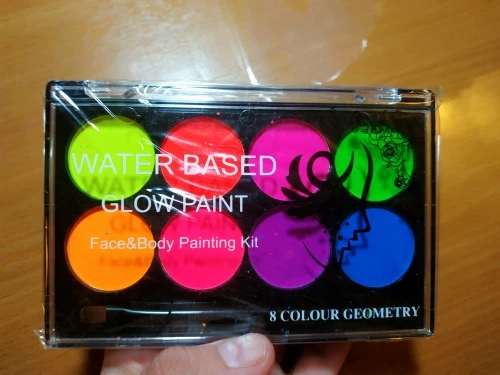 WATER BASED
GLOW PAINT
Face&Body Painting Kit
8 COLOUR GEOMETRY